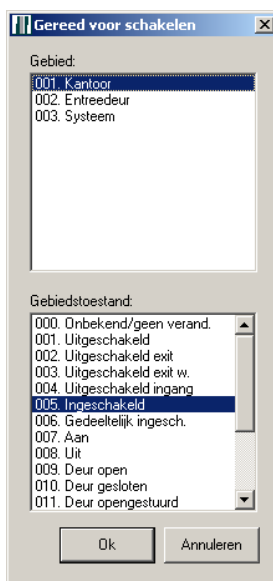 Gereed voor schakelen
Gebied:
001. Kantoor
002. Entreedeur
003. Systeem
Gebiedstoestand:
000. Onbekend/geen verand.
001. Uitgeschakeld
002. Uitgeschakeld exit
003. Uitgeschakeld exit w.
004. Uitgeschakeld ingang
005. Ingeschakeld
006. Gedeeltelijk ingesch.
007. Aan
008. Uit
009. Deur open
010. Deur gesloten
011. Deur opengestuurd
Ok Annuleren